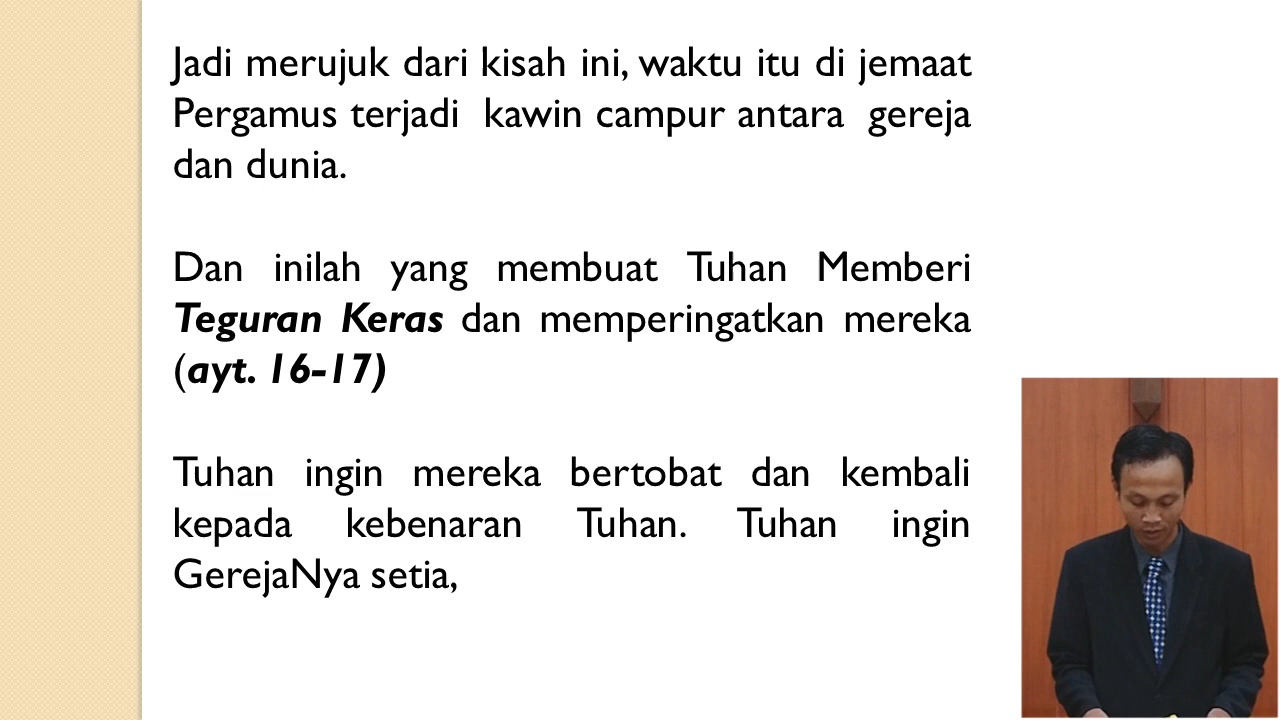 Jadi merujuk dari kisah ini, waktu itu di jemaat
Pergamus terjadi kawin campur antara gereja
dan dunia.
Dan inilah yang membuat Tuhan Memberi
Teguran Keras dan memperingatkan mereka
(ayt. 16-17)
Tuhan ingin mereka bertobat dan kembali
kepada kebenaran Tuhan. Tuhan ingin
GerejaNya setia,